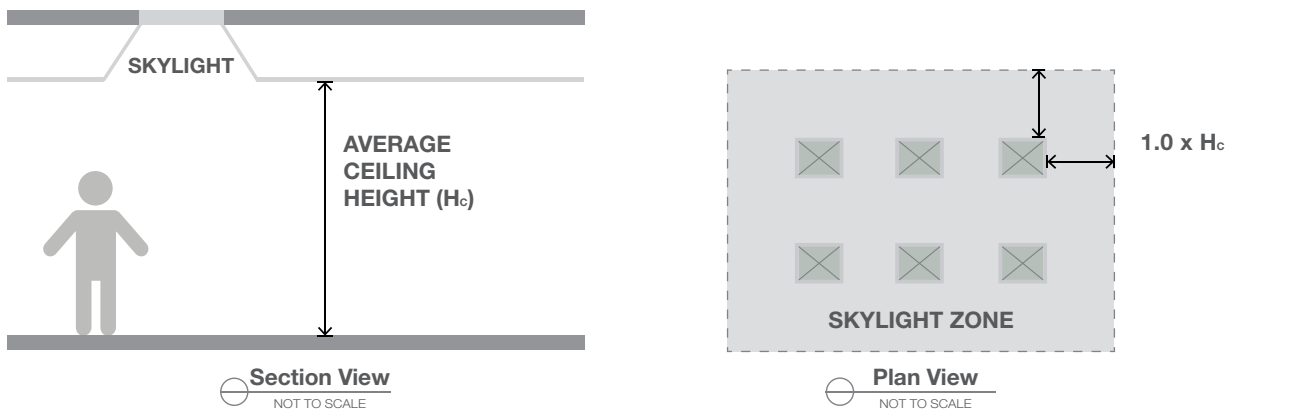 SKYLIGHT
AVERAGE
CEILING
HEIGHT (Hc)
Section View
NOT TO SCALE
1.0 x Hc
SKYLIGHT ZONE
Plan View
NOT TO SCALE